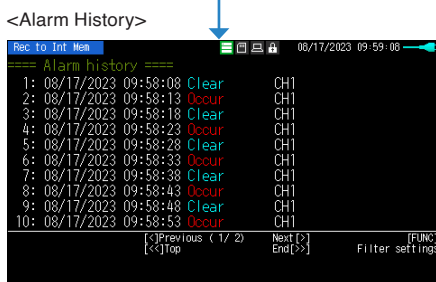 <Alarm History>
Rec to Int Mem 08/17/2023 09:59:08
==== Alarm history ====
1: 08/17/2023 09:58:08 Clear CH1
2: 08/17/2023 09:58:13 Occur CH1
3: 08/17/2023 09:58:18 Clear CH1
4: 08/17/2023 09:58:23 Occur CH1
5: 08/17/2023 09:58:28 Clear CH1
6: 08/17/2023 09:58:33 Occur CH1
7: 08/17/2023 09:58:38 Clear CH1
8: 08/17/2023 09:58:43 Occur CH1
9: 08/17/2023 09:58:48 Clear CH1
10: 08/17/2023 09:58:53 Occur CH1
[<]Previous ( 1/ 2) Next[>] [FUNC]
[<<]Top End[>>] Filter settings